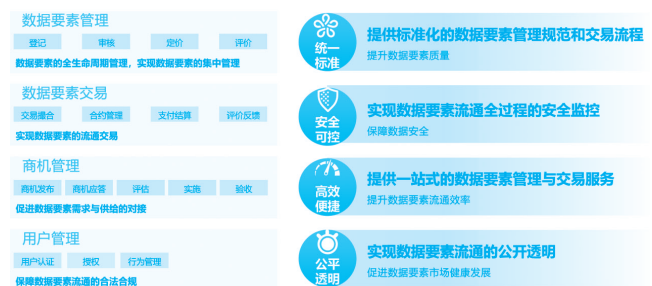 数据要素管理
登记 审核 定价 评价
数据要素的全生命周期管理，实现数据要素的集中管理
数据要素交易
交易撮合 合约管理 支付结算 评价反馈
实现数据要素的流通交易
商机管理
商机发布 商机应答 评估 实施 验收
促进数据要素需求与供给的对接
用户管理
用户认证 授权 行为管理
保障数据要素流通的合法合规
统一
标准
提供标准化的数据要素管理规范和交易流程
提升数据要素质量
安全
可控
实现数据要素流通全过程的安全监控
保障数据安全
高效
便捷
提供一站式的数据要素管理与交易服务
提升数据要素流通效率
公平
透明
实现数据要素流通的公开透明
促进数据要素市场健康发展